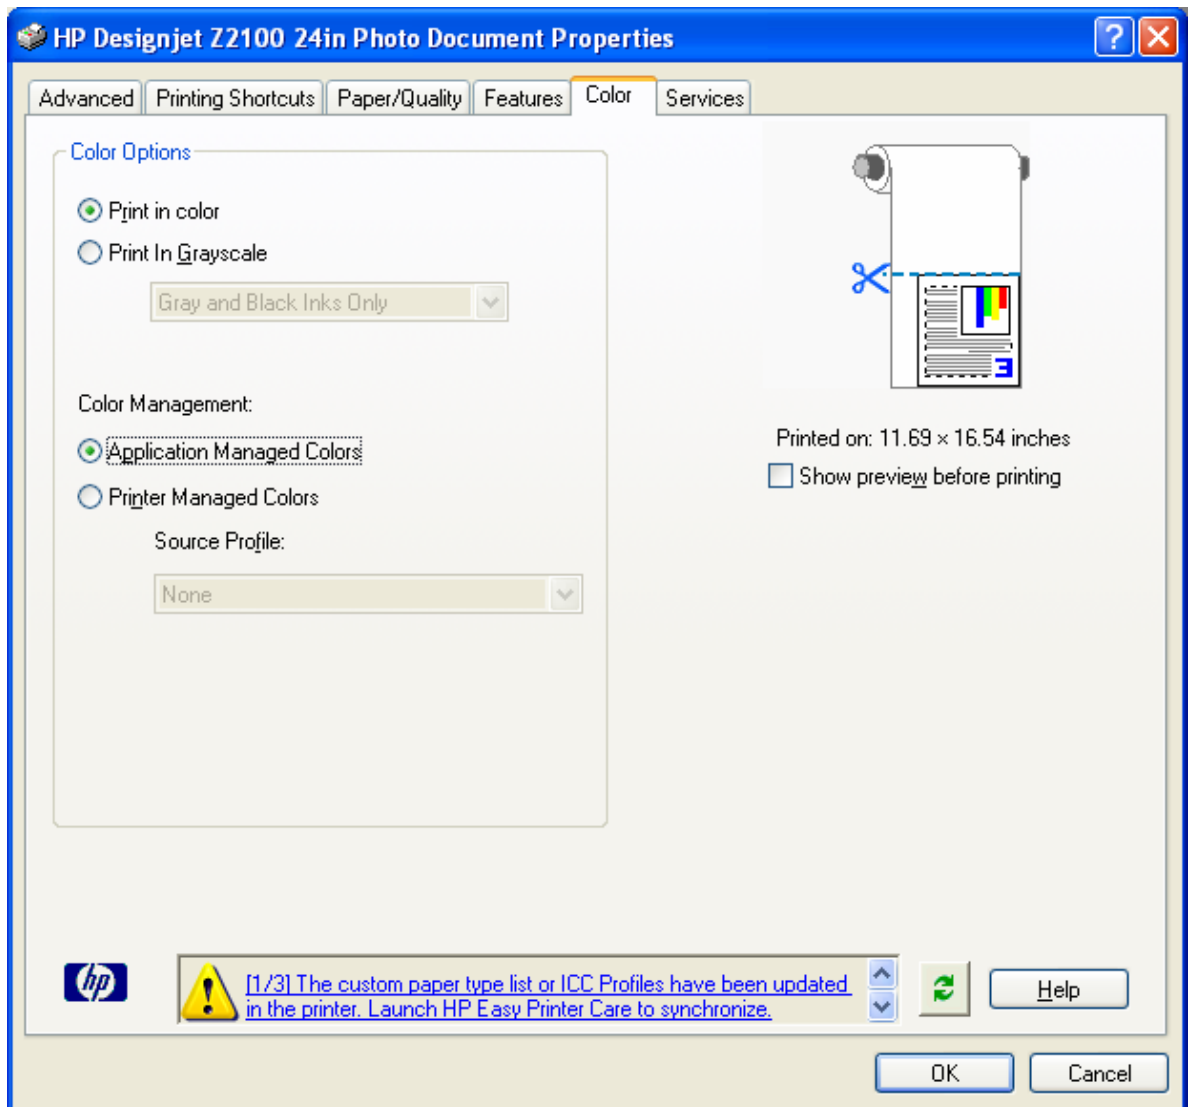 HP Designjet Z2100 24in Photo Document Properties
Advanced Printing Shortcuts Paper/Quality Features Color Services
Color Options
Print in color
Print In Grayscale
Gray and Black Inks Only
Color Management:
Application Managed Colors
Printer Managed Colors
Source Profile:
None
3
Printed on: 11.69 × 16.54 inches
Show preview before printing
hp
[1/3] The custom paper type list or ICC Profiles have been updated
in the printer. Launch HP Easy Printer Care to synchronize.
Help
OK Cancel